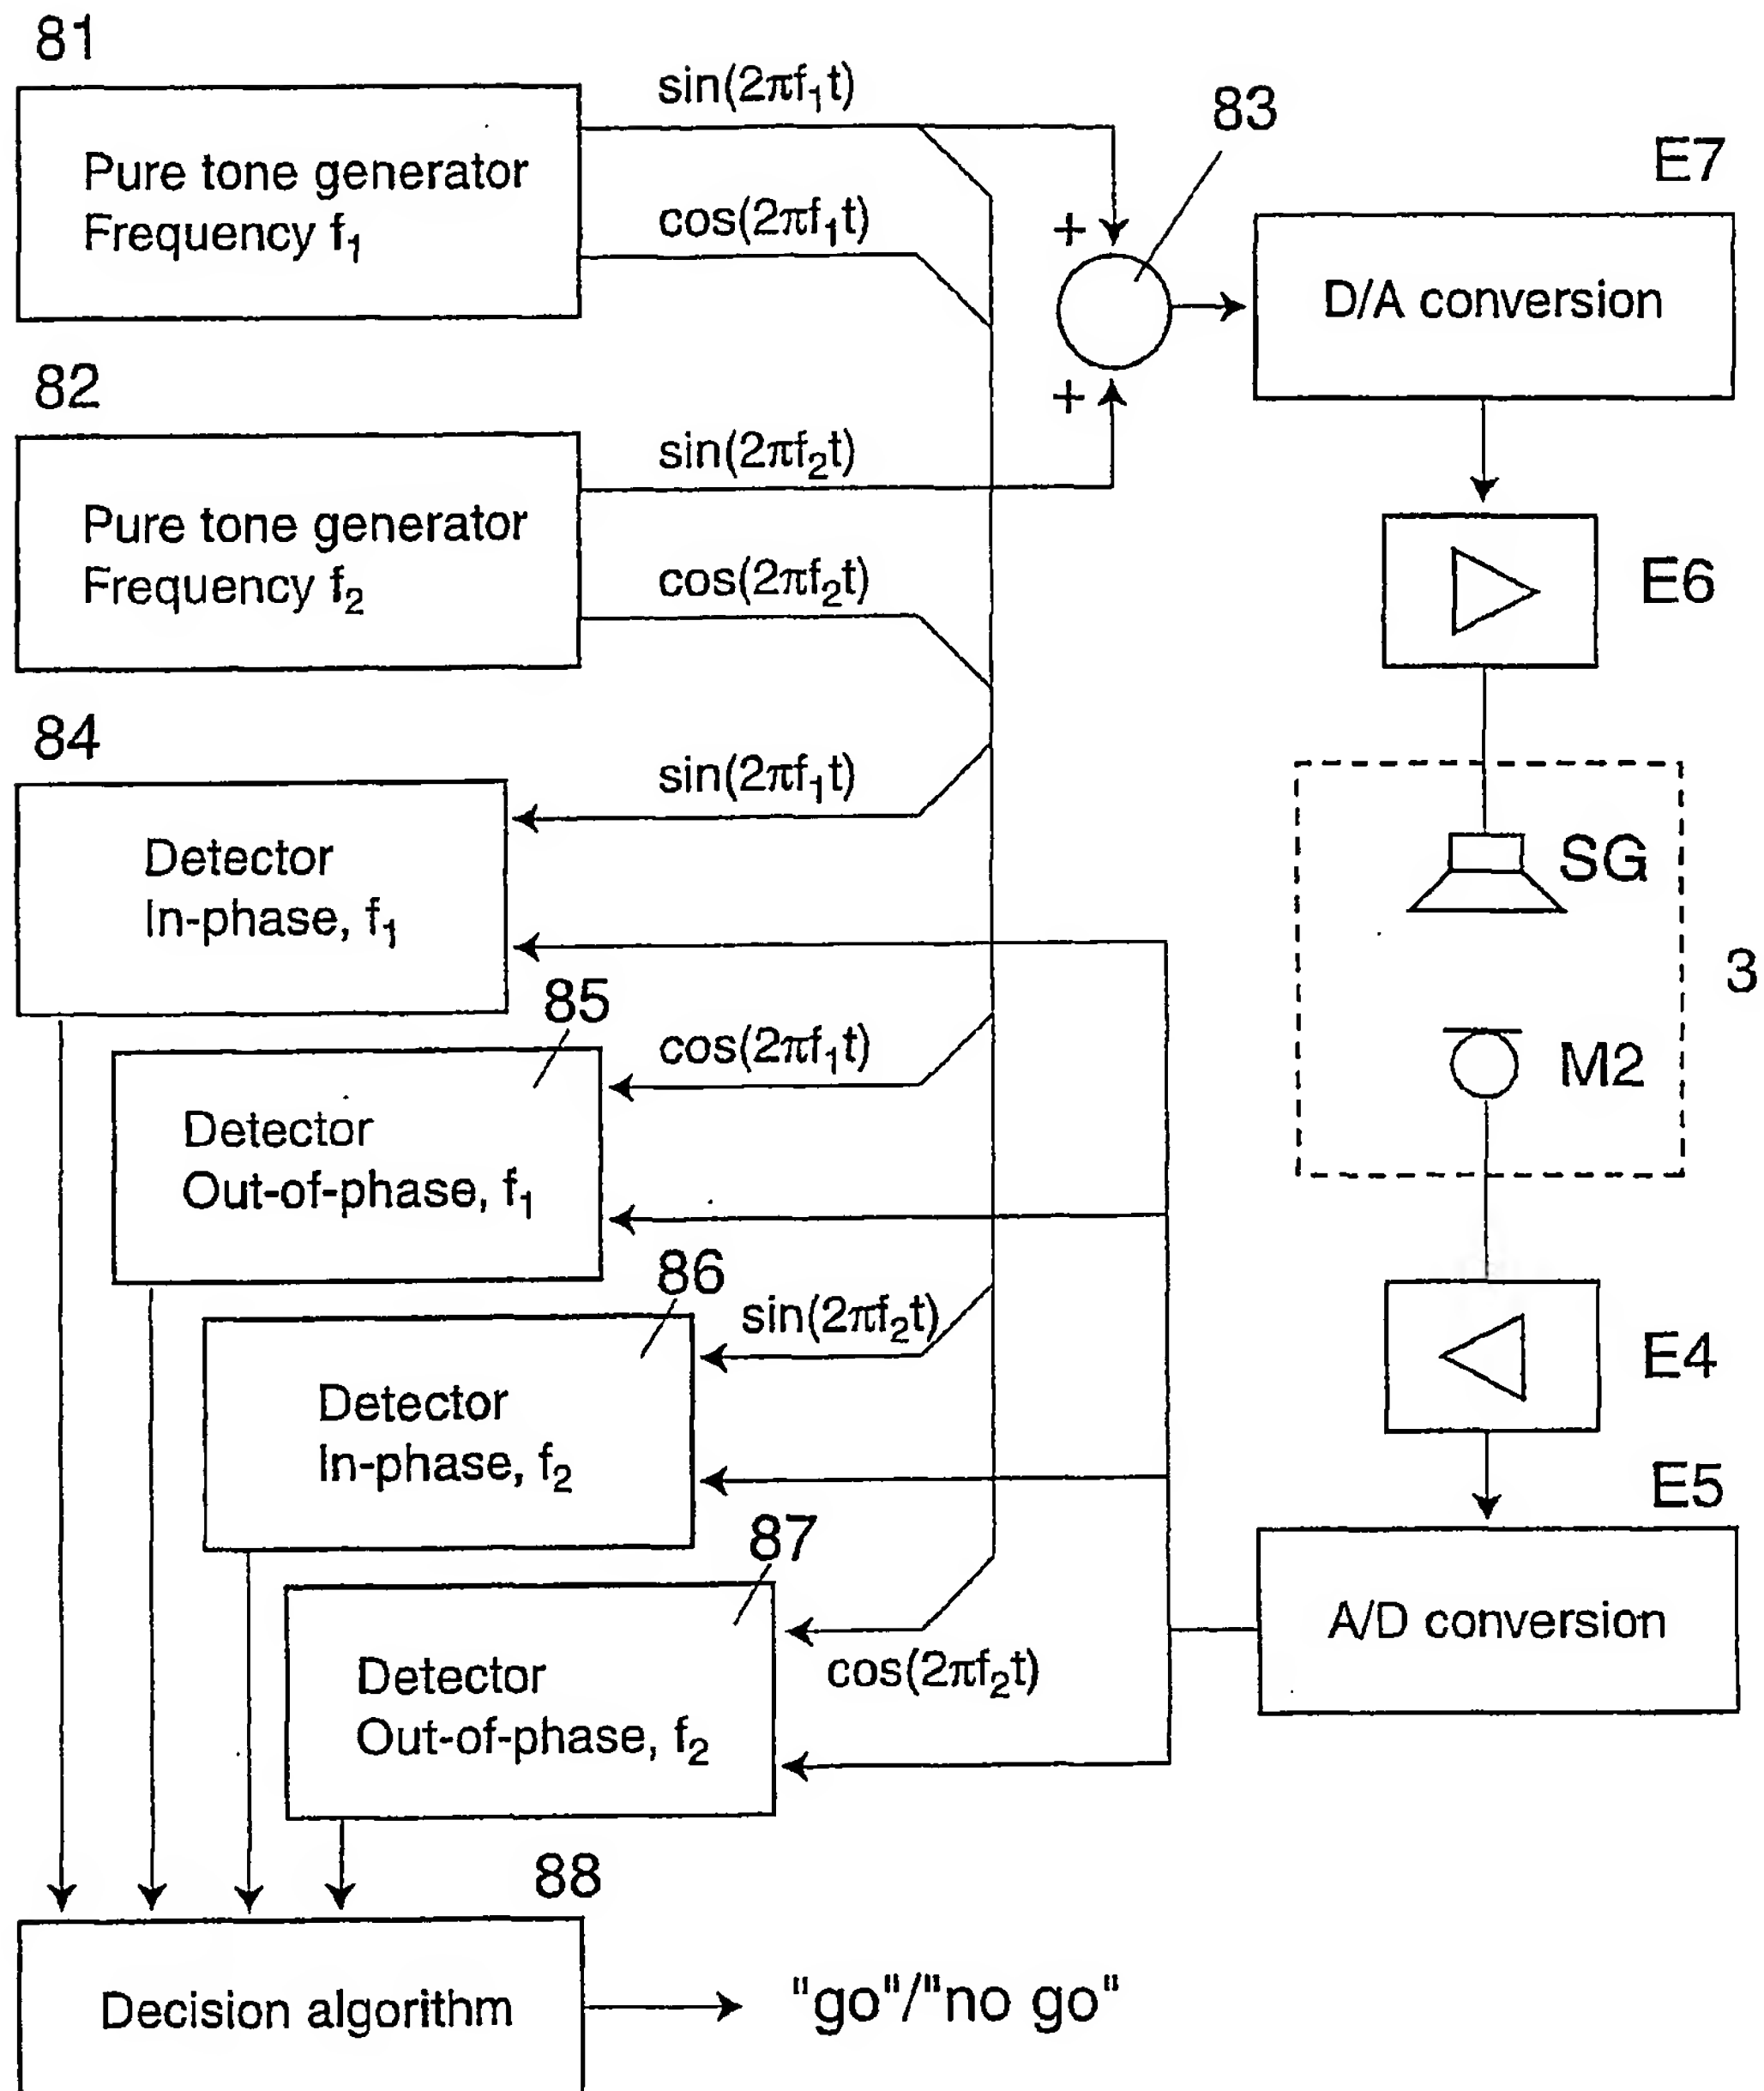 81
sin(2πf₁t)
83
Pure tone generator
Frequency f₁
cos(2πf₁t)
E7
+
D/A conversion
82
+
sin(2πf₂t)
Pure tone generator
Frequency f₂
cos(2πf₂t)
E6
84
sin(2πf₁t)
Detector
In-phase, f₁
SG
3
85
cos(2πf₁t)
M2
Detector
Out-of-phase, f₁
86
sin(2πf₂t)
E4
Detector
In-phase, f₂
E5
87
A/D conversion
cos(2πf₂t)
Detector
Out-of-phase, f₂
88
Decision algorithm
"go"/"no go"